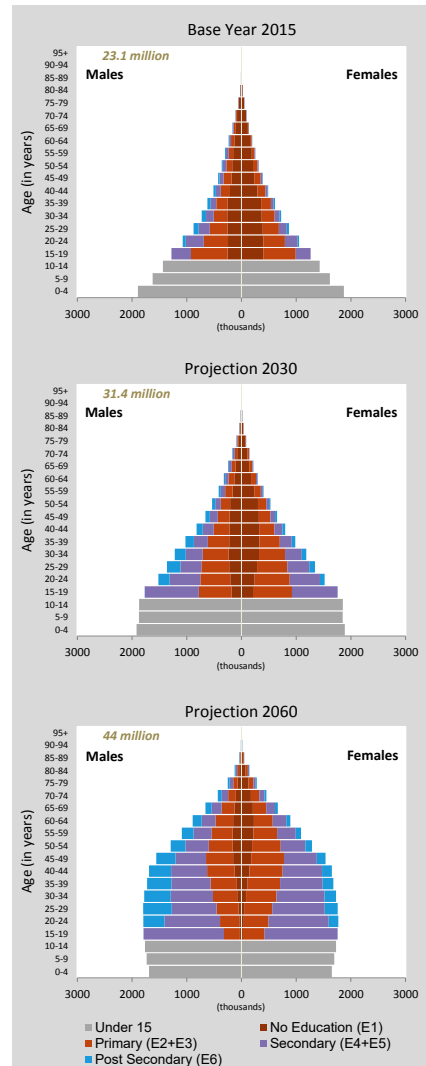 Base Year 2015
23.1 million
Males Females
Age (in years)
95+
90-94
85-89
80-84
75-79
70-74
65-69
60-64
55-59
50-54
45-49
40-44
35-39
30-34
25-29
20-24
15-19
10-14
5-9
0-4
3000 2000 1000 0 1000 2000 3000
(thousands)
Projection 2030
31.4 million
Males Females
Age (in years)
95+
90-94
85-89
80-84
75-79
70-74
65-69
60-64
55-59
50-54
45-49
40-44
35-39
30-34
25-29
20-24
15-19
10-14
5-9
0-4
3000 2000 1000 0 1000 2000 3000
(thousands)
Projection 2060
44 million
Males Females
Age (in years)
95+
90-94
85-89
80-84
75-79
70-74
65-69
60-64
55-59
50-54
45-49
40-44
35-39
30-34
25-29
20-24
15-19
10-14
5-9
0-4
3000 2000 1000 0 1000 2000 3000
(thousands)
Under 15 No Education (E1)
Primary (E2+E3) Secondary (E4+E5)
Post Secondary (E6)